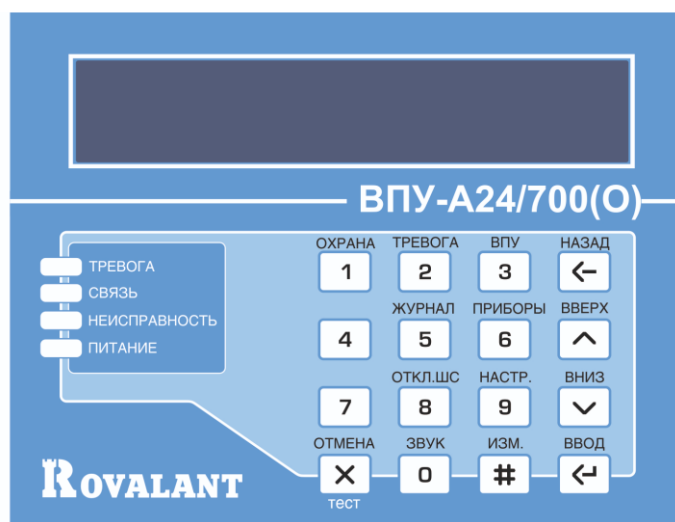 ВПУ-А24/700(О)
ТРЕВОГА
СВЯЗЬ
НЕИСПРАВНОСТЬ
ПИТАНИЕ
ОХРАНА ТРЕВОГА ВПУ НАЗАД
1 2 3 ←
ЖУРНАЛ ПРИБОРЫ ВВЕРХ
4 5 6
ОТКЛ.ШС НАСТР. ВНИЗ
7 8 9
ОТМЕНА ЗВУК ИЗМ. ВВОД
X 0 # ↵
тест
ROVALANT